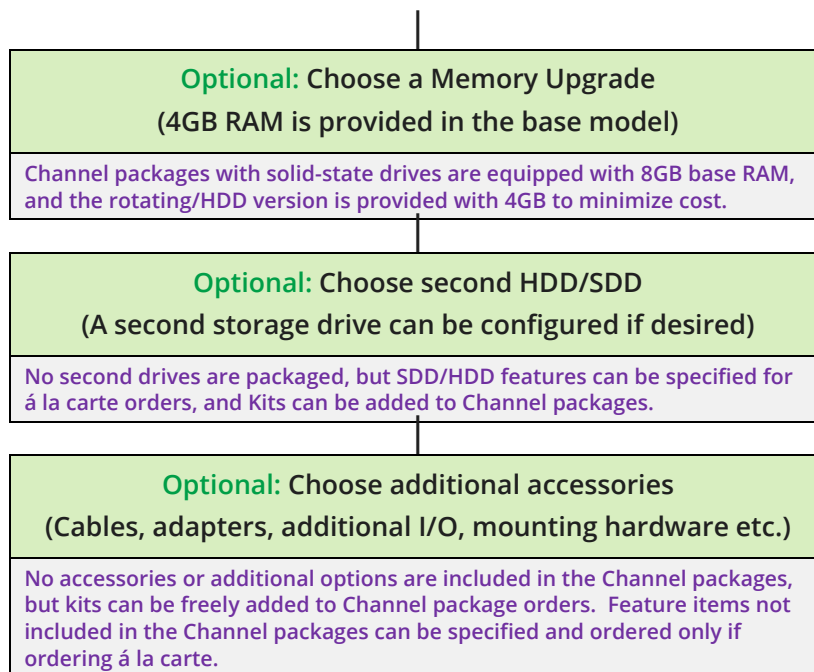 Optional: Choose a Memory Upgrade
(4GB RAM is provided in the base model)
Channel packages with solid-state drives are equipped with 8GB base RAM,
and the rotating/HDD version is provided with 4GB to minimize cost.
Optional: Choose second HDD/SDD
(A second storage drive can be configured if desired)
No second drives are packaged, but SDD/HDD features can be specified for
á la carte orders, and Kits can be added to Channel packages.
Optional: Choose additional accessories
(Cables, adapters, additional I/O, mounting hardware etc.)
No accessories or additional options are included in the Channel packages,
but kits can be freely added to Channel package orders.  Feature items not
included in the Channel packages can be specified and ordered only if
ordering á la carte.